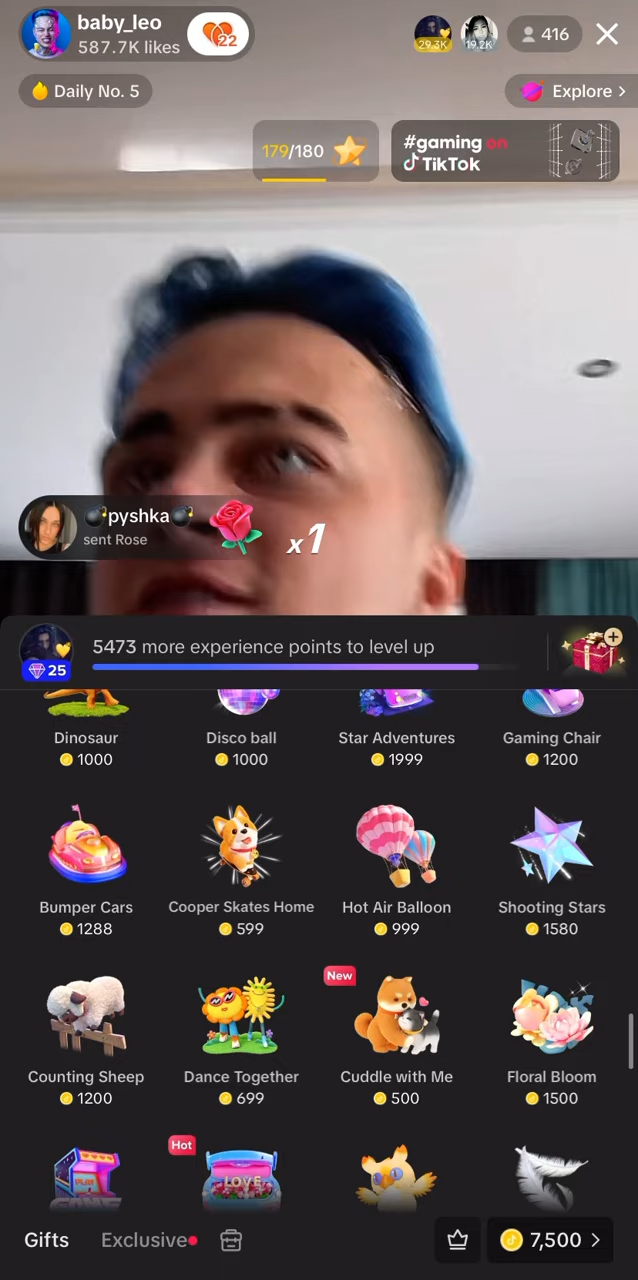 baby_leo
587.7K likes
22
29.3K
19.2K
416
Daily No. 5
Explore
179/180
#gaming on
TikTok
pyshka
sent Rose
x1
5473 more experience points to level up
25
Dinosaur
1000
Disco ball
1000
Star Adventures
1999
Gaming Chair
1200
Bumper Cars
1288
Cooper Skates Home
599
Hot Air Balloon
999
Shooting Stars
1580
Counting Sheep
1200
Dance Together
699
New
Cuddle with Me
500
Floral Bloom
1500
Hot
LOVE
Gifts
Exclusive
7,500